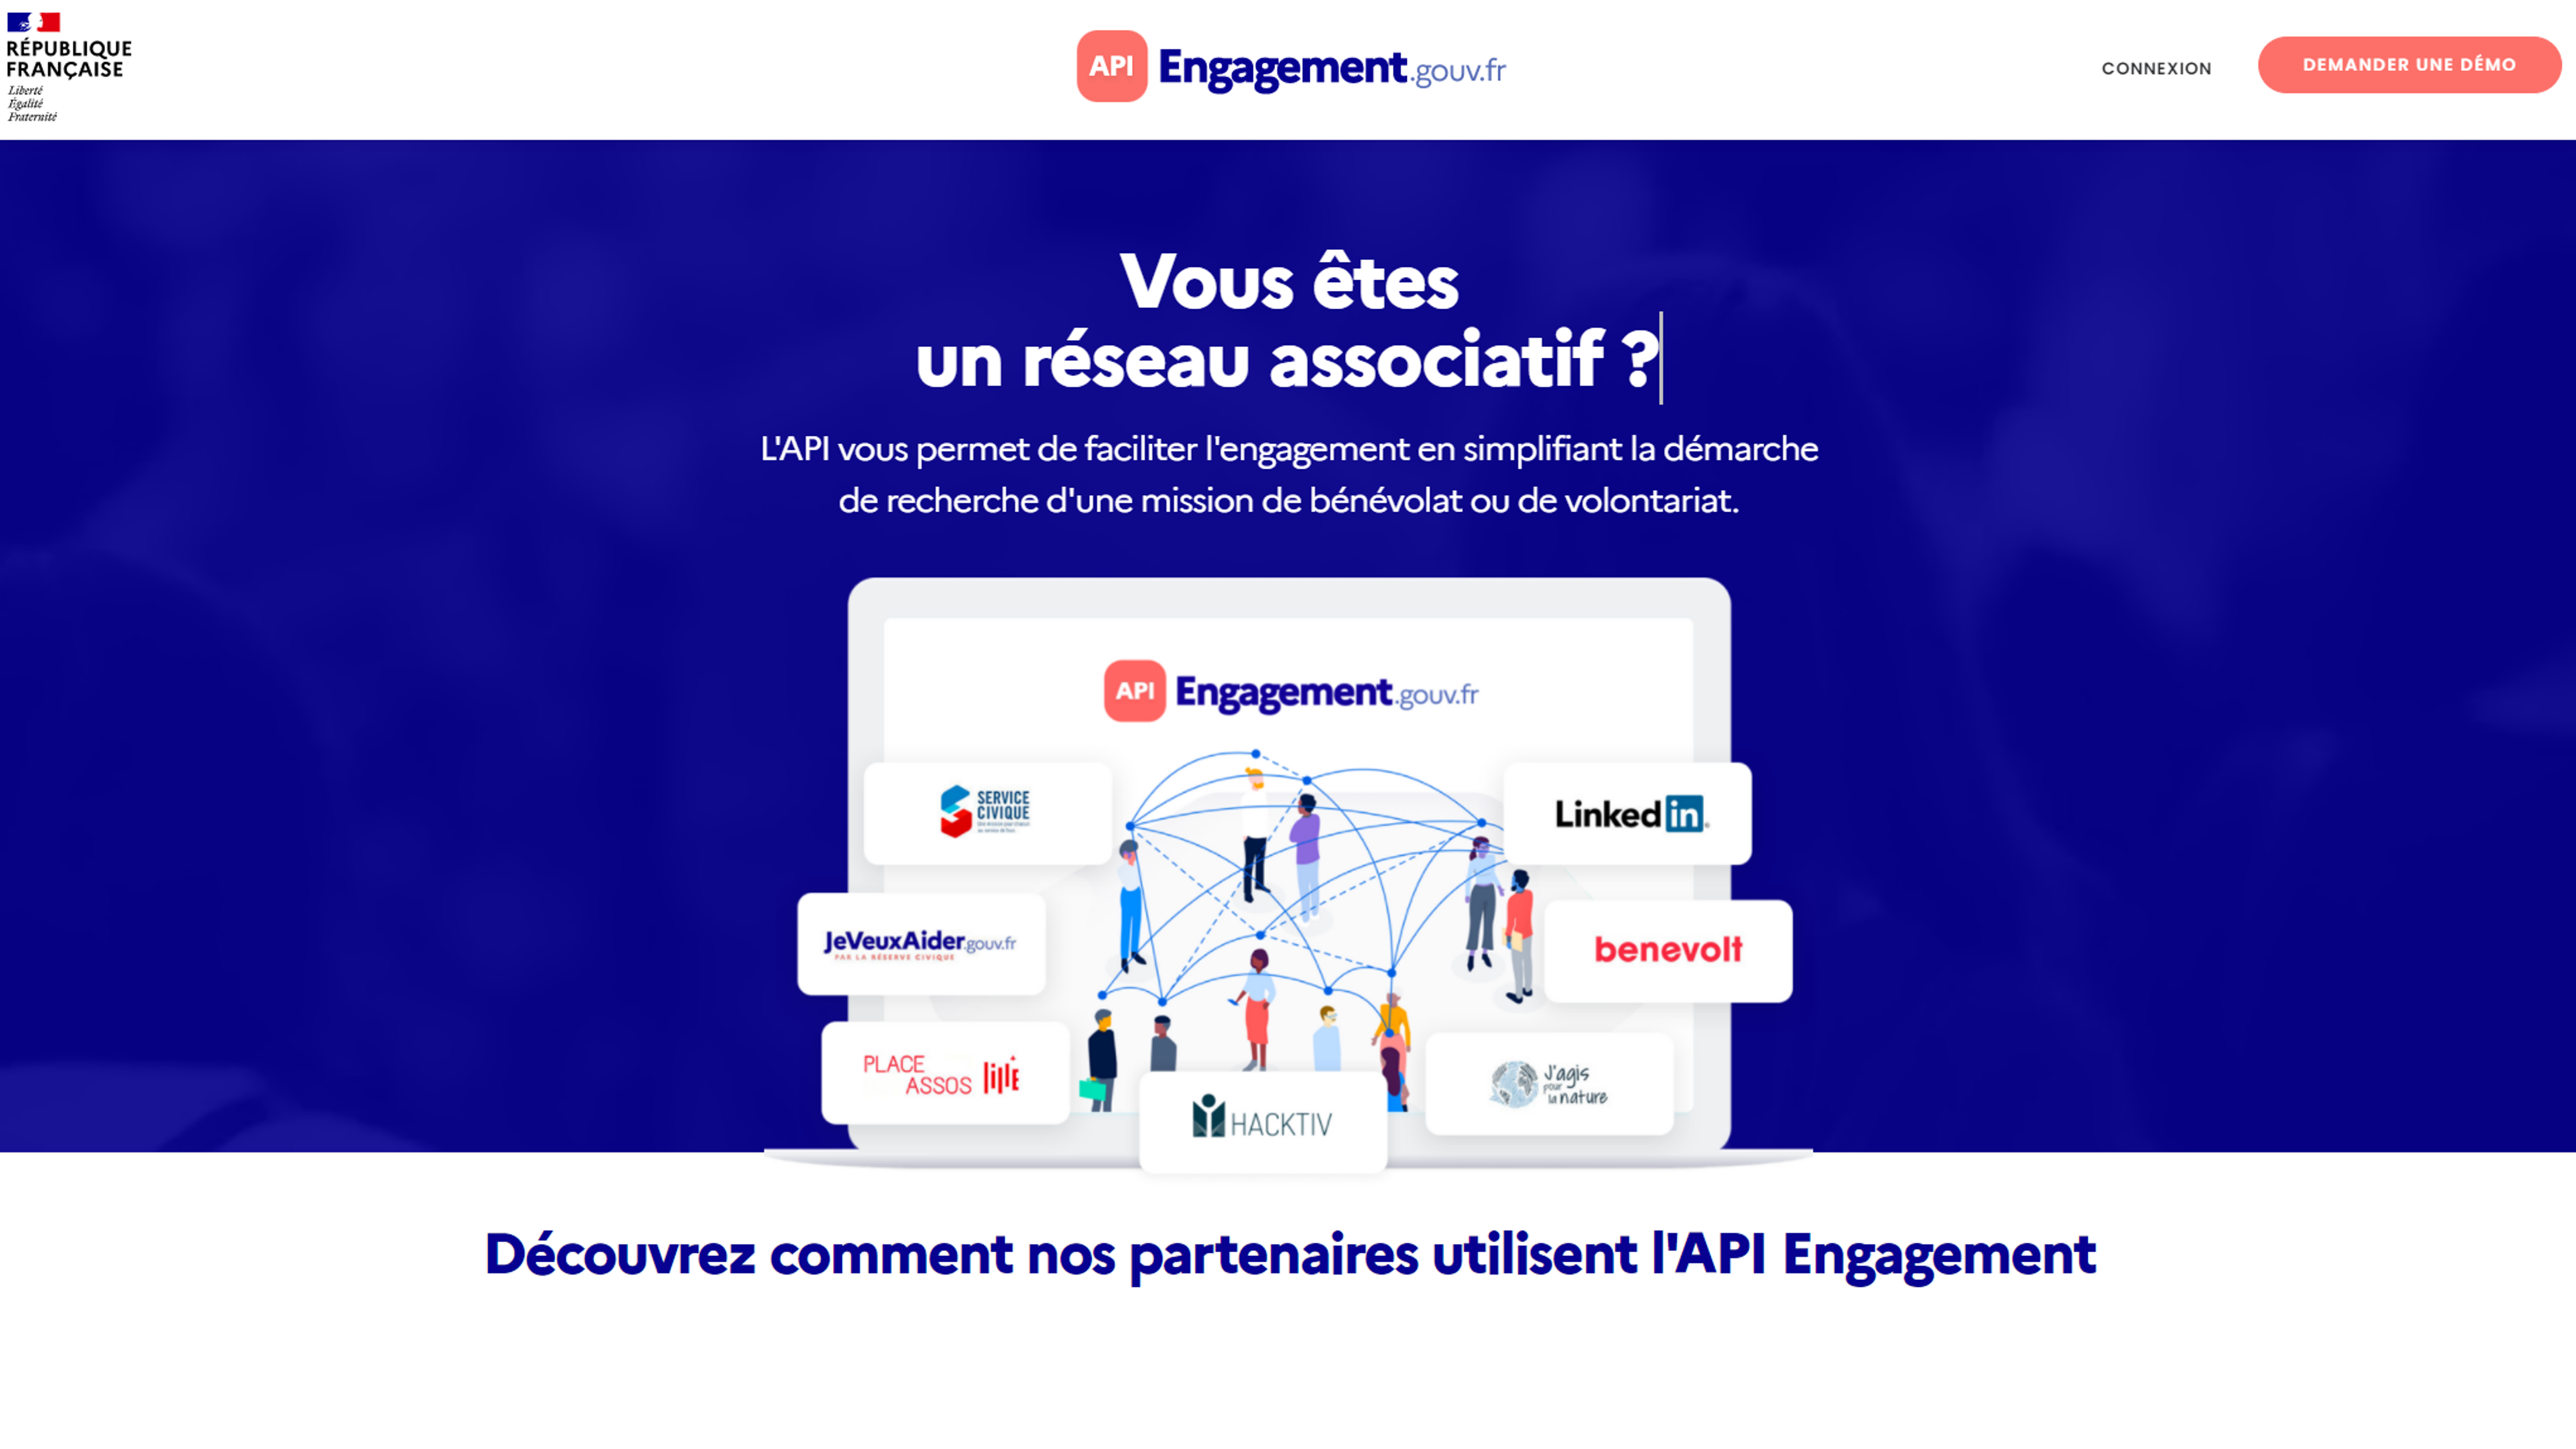 RÉPUBLIQUE
FRANÇAISE
Liberté
Égalité
Fraternité
API Engagement.gouv.fr
CONNEXION
DEMANDER UNE DÉMO
Vous êtes
un réseau associatif ?
L'API vous permet de faciliter l'engagement en simplifiant la démarche
de recherche d'une mission de bénévolat ou de volontariat.
API Engagement.gouv.fr
SERVICE
CIVIQUE
LinkedIn
JeVeuxAider.gouv.fr
PAR LA RÉSERVE CIVIQUE
benevolt
PLACE
ASSOS lille
HACKTIV
J'agis
pour
la nature
Découvrez comment nos partenaires utilisent l'API Engagement